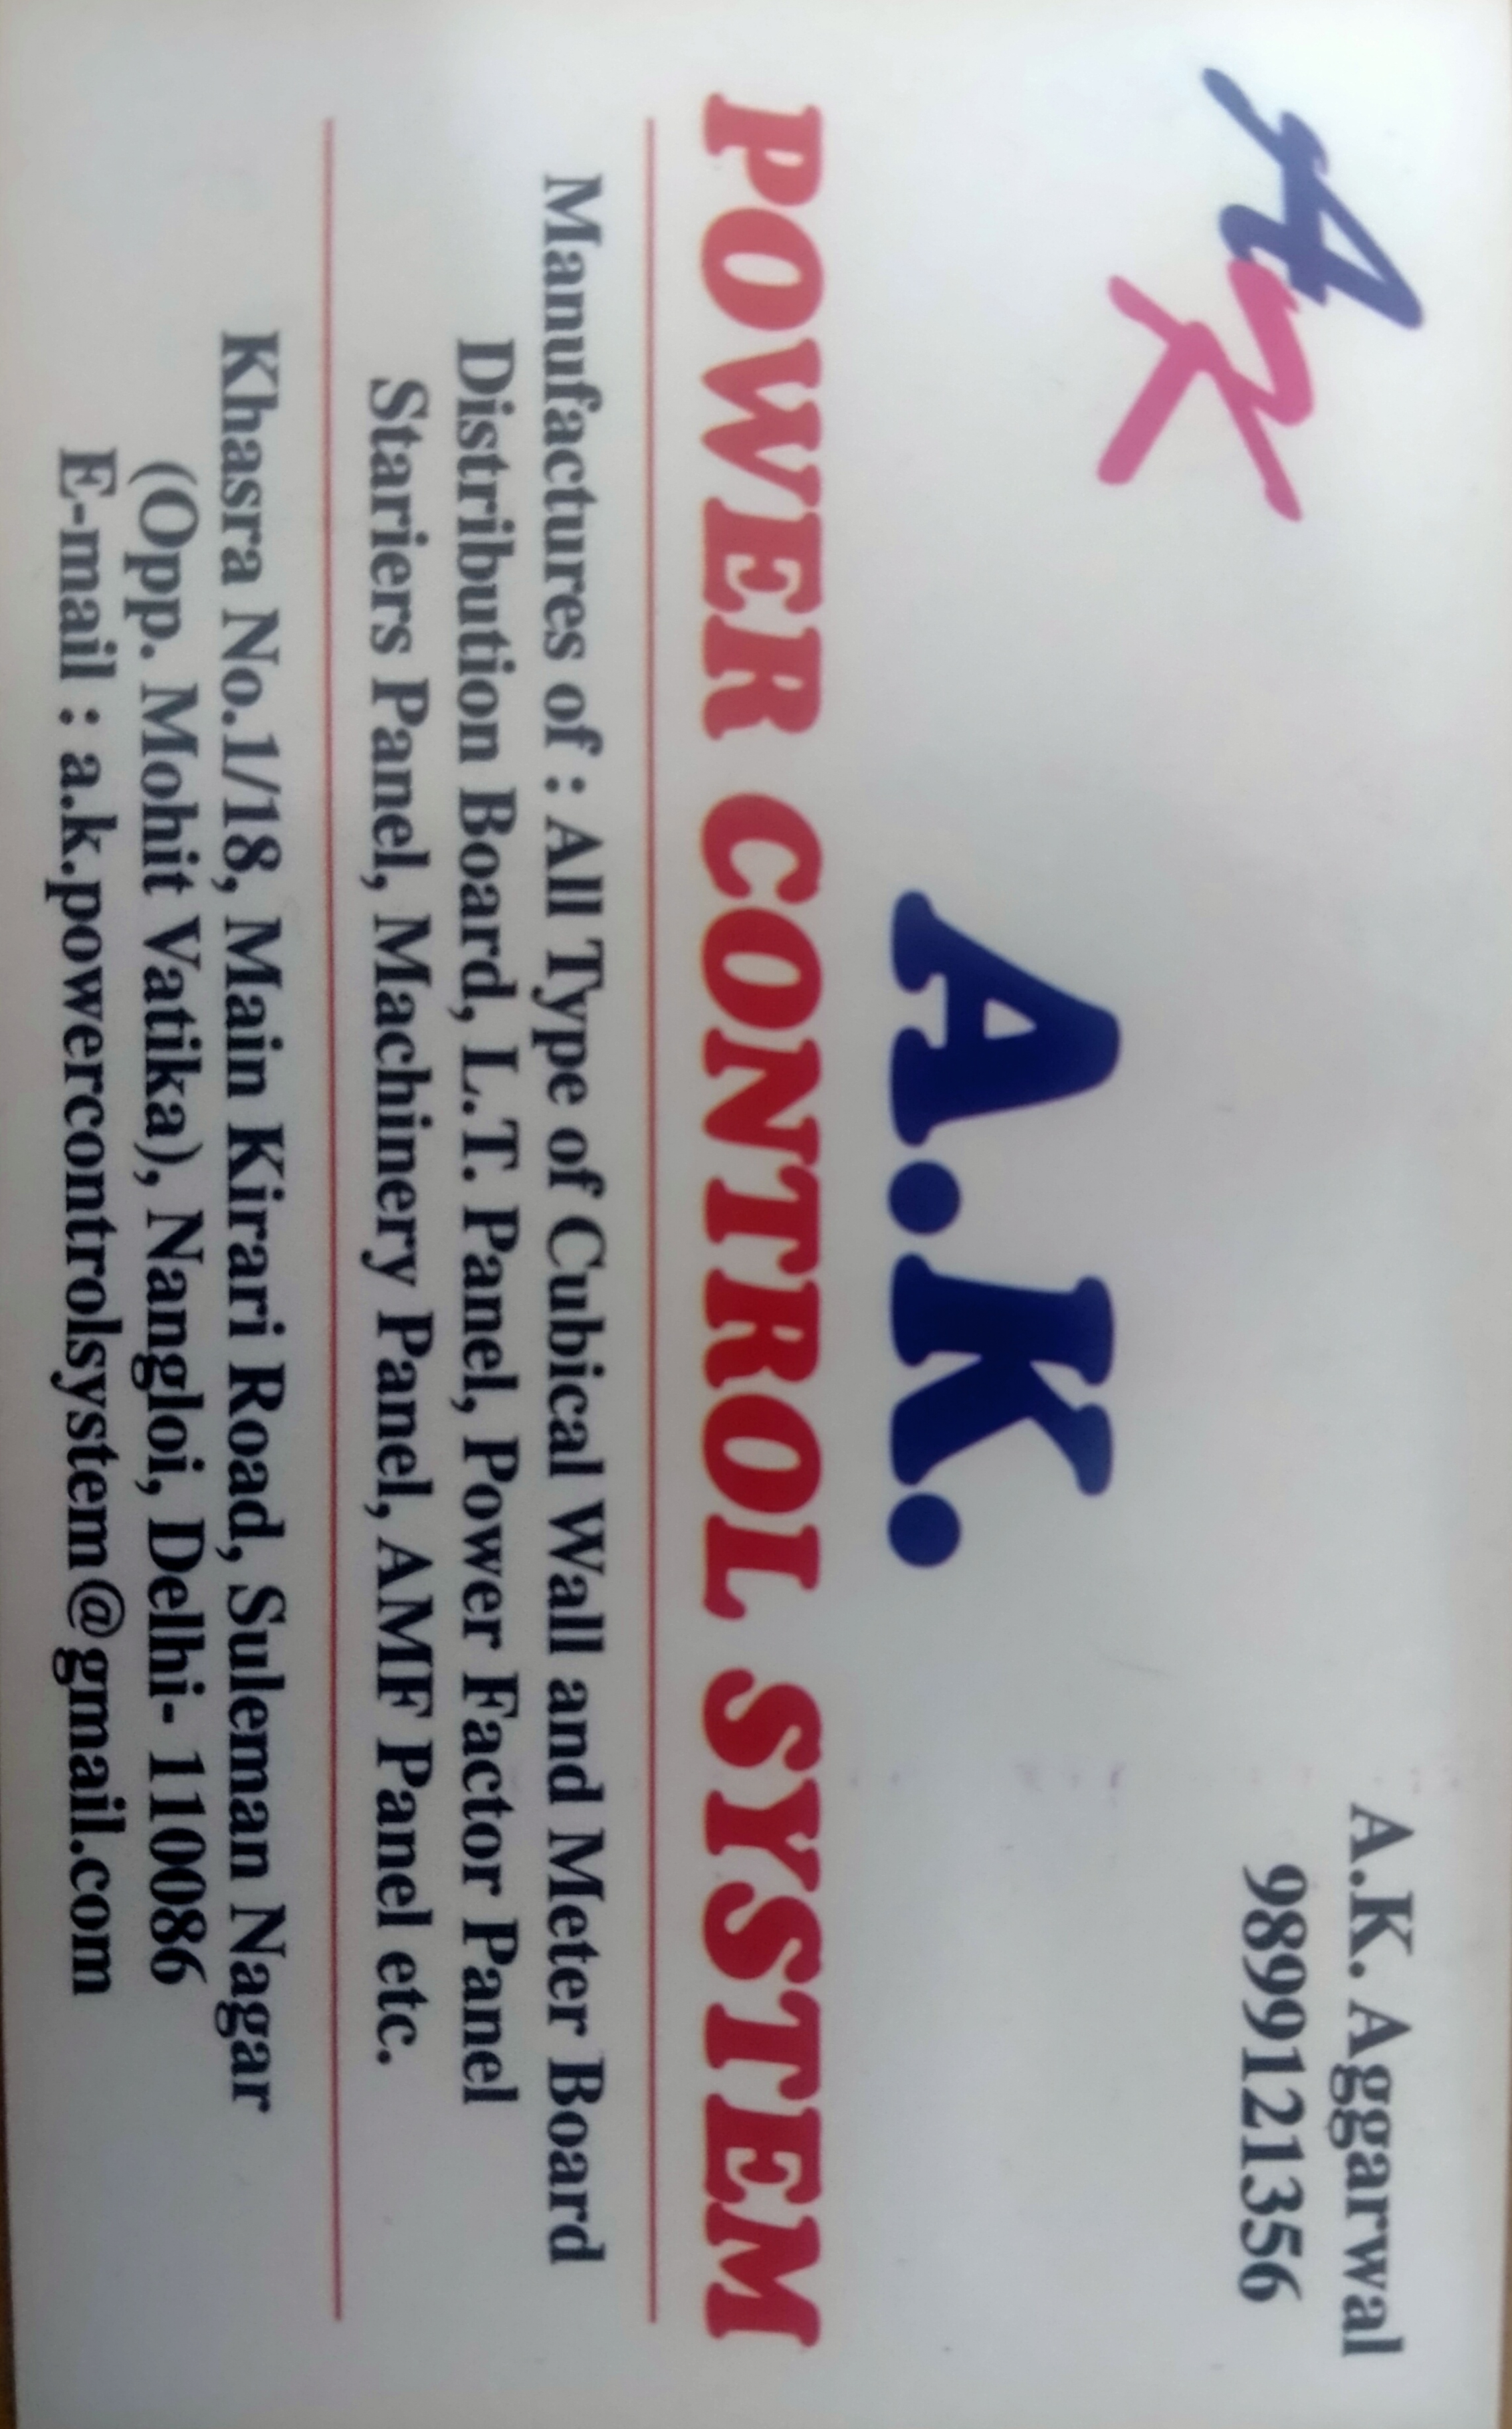 AK
A.K. Aggarwal
9899121356
A.K.
POWER CONTROL SYSTEM
Manufactures of : All Type of Cubical Wall and Meter Board
Distribution Board, L.T. Panel, Power Factor Panel
Stariers Panel, Machinery Panel, AMF Panel etc.
Khasra No.1/18, Main Kirari Road, Suleman Nagar
(Opp. Mohit Vatika), Nangloi, Delhi- 110086
E-mail : a.k.powercontrolsystem@gmail.com